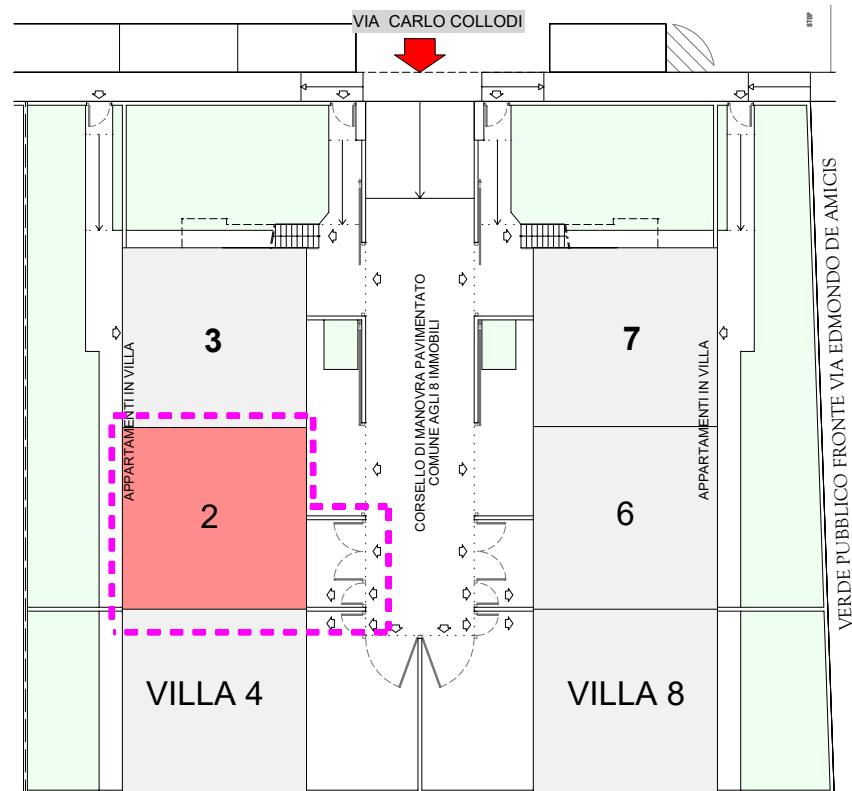 VIA CARLO COLLODI
STOP
3
7
APPARTAMENTI IN VILLA
CORSELLO DI MANOVRA PAVIMENTATO
COMUNE AGLI 8 IMMOBILI
APPARTAMENTI IN VILLA
VERDE PUBBLICO FRONTE VIA EDMONDO DE AMICIS
2
6
VILLA 4
VILLA 8